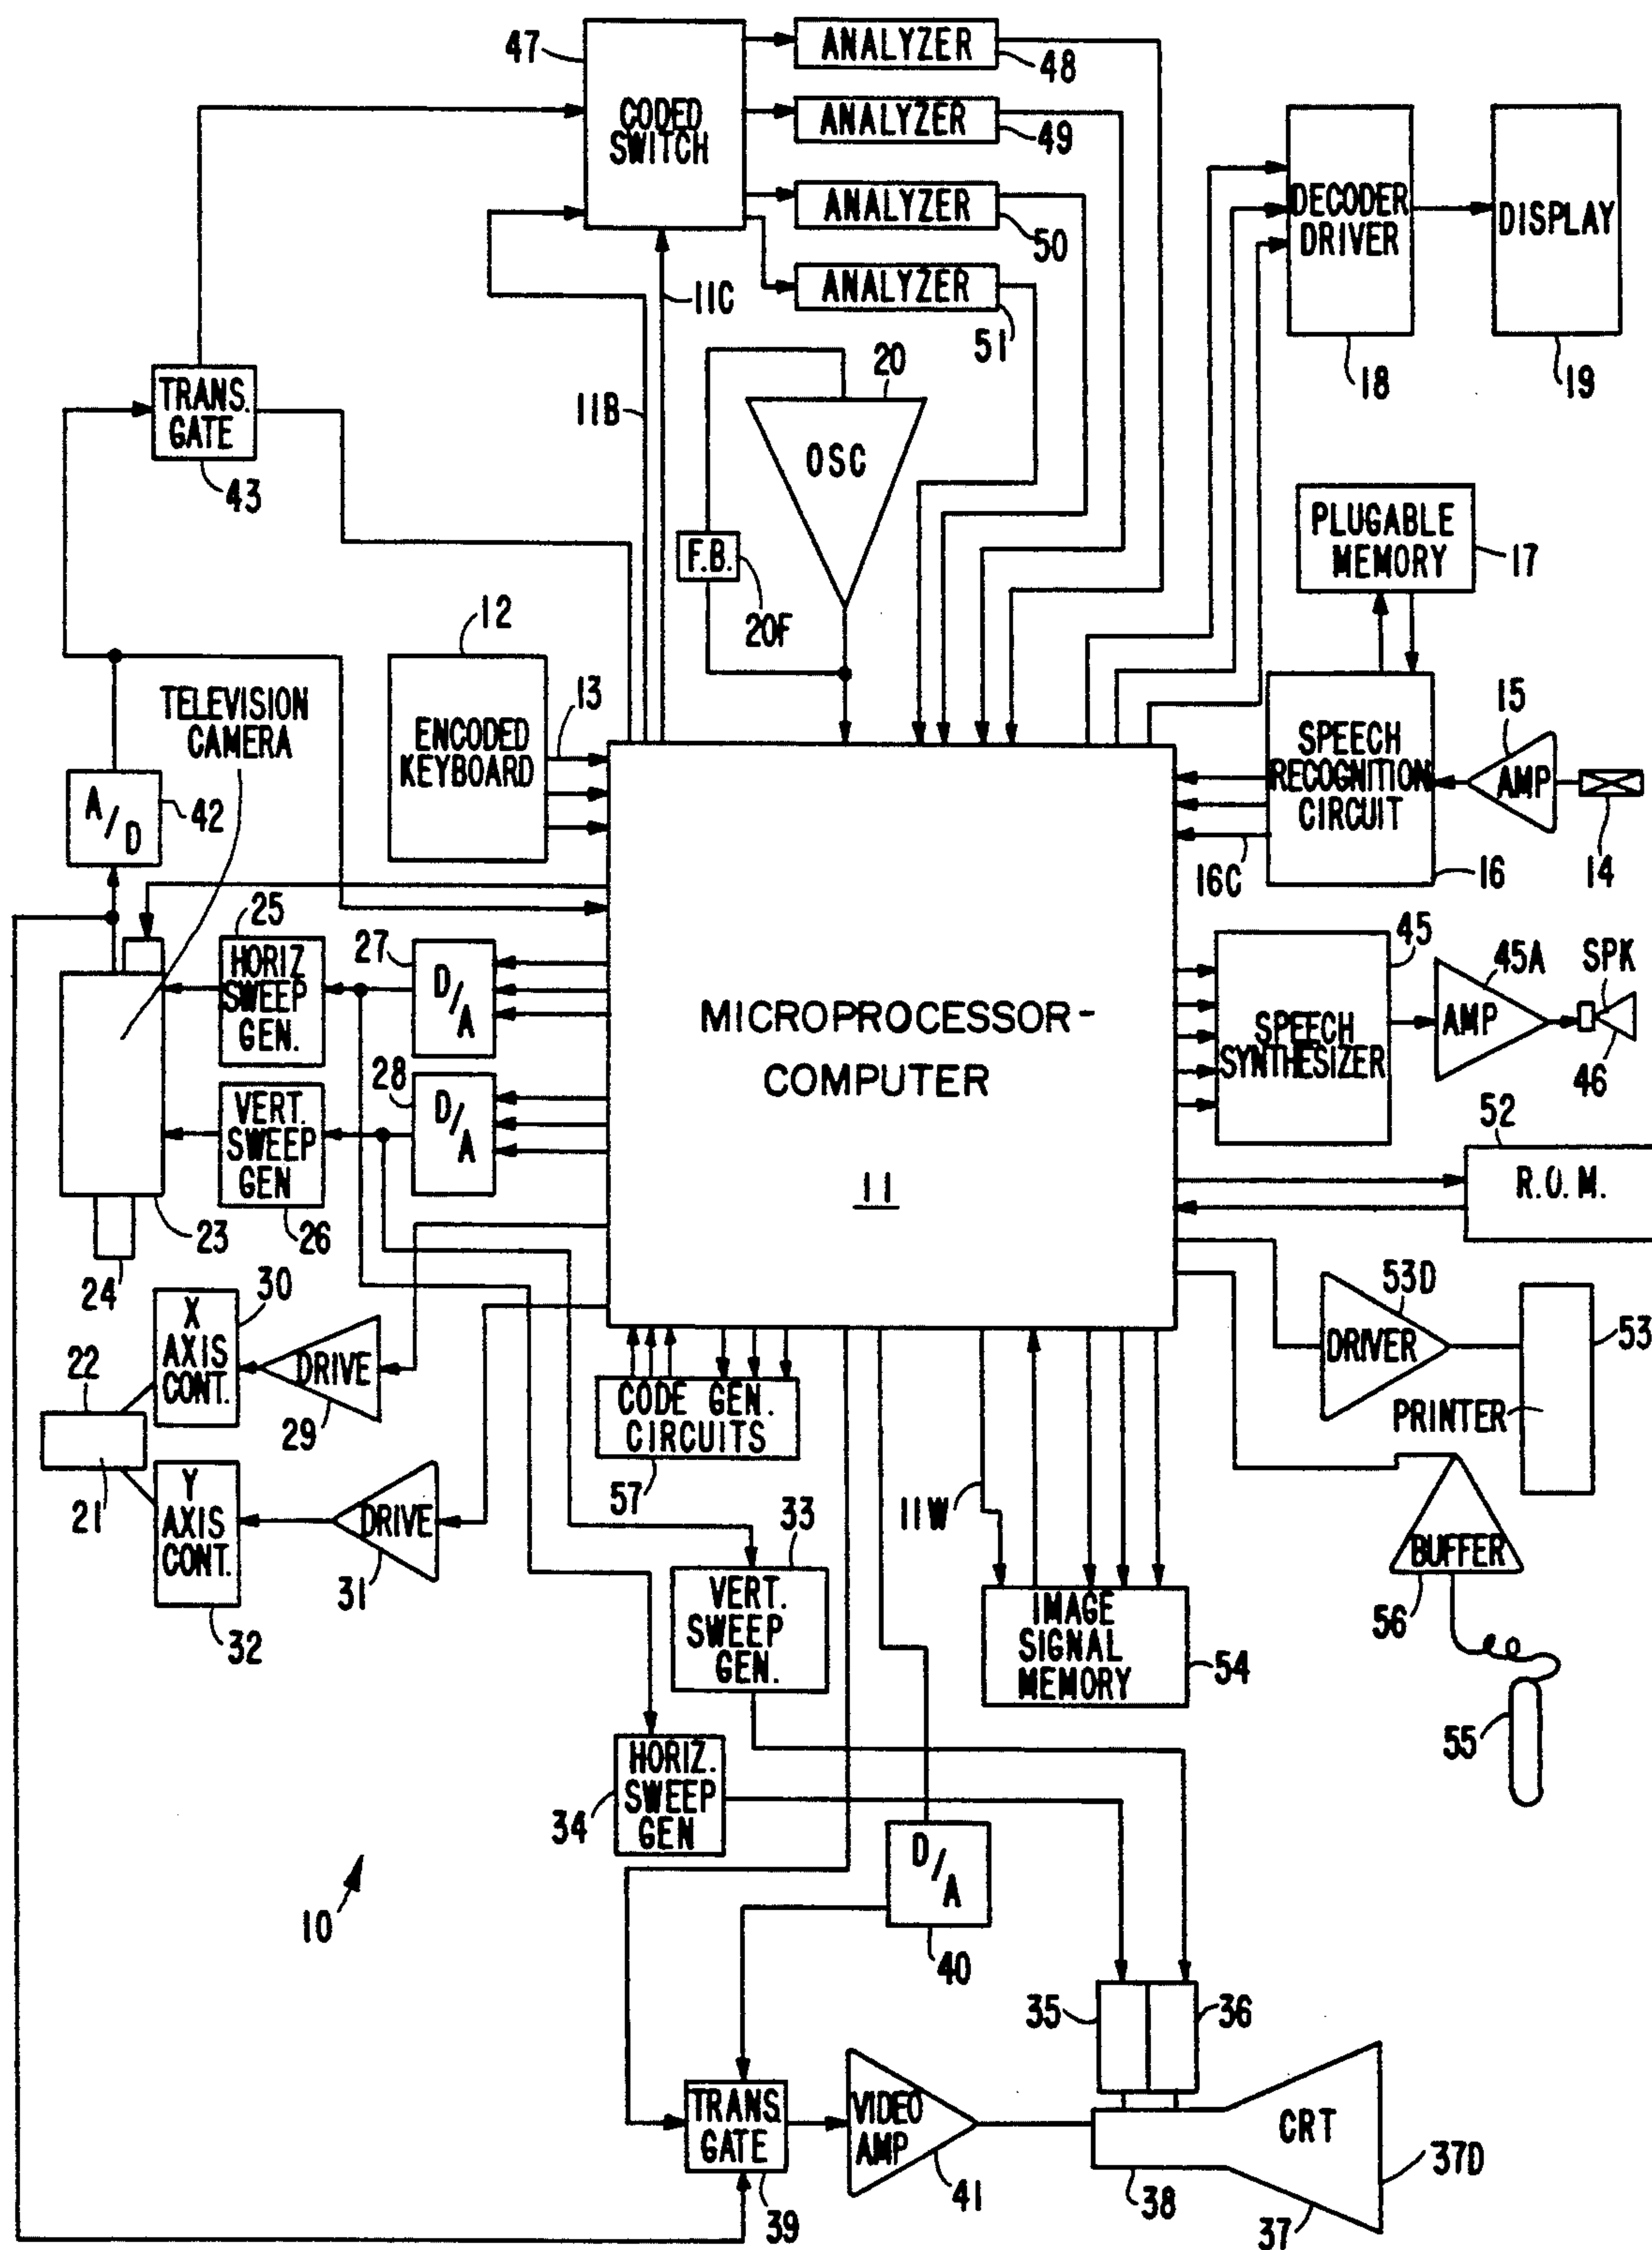 47
CODED
SWITCH
ANALYZER
48
ANALYZER
49
ANALYZER
50
ANALYZER
51
11C
11B
DECODER
DRIVER
18
DISPLAY
19
TRANS.
GATE
43
20
OSC
F.B.
20F
PLUGABLE
MEMORY
17
12
ENCODED
KEYBOARD
13
TELEVISION
CAMERA
A/D
42
SPEECH
RECOGNITION
CIRCUIT
16
16C
15
AMP
14
25
HORIZ
SWEEP
GEN.
27
D/A
28
D/A
VERT.
SWEEP
GEN
26
23
24
MICROPROCESSOR-
COMPUTER
11
45
SPEECH
SYNTHESIZER
45A
AMP
SPK
46
52
R.O.M.
53D
DRIVER
53
PRINTER
30
X
AXIS
CONT.
DRIVE
29
22
21
Y
AXIS
CONT.
32
DRIVE
31
CODE GEN.
CIRCUITS
57
11W
BUFFER
56
55
33
VERT.
SWEEP
GEN.
IMAGE
SIGNAL
MEMORY
54
HORIZ.
SWEEP
GEN
34
D/A
40
10
35
36
TRANS.
GATE
39
VIDEO
AMP
41
CRT
38
37
37D